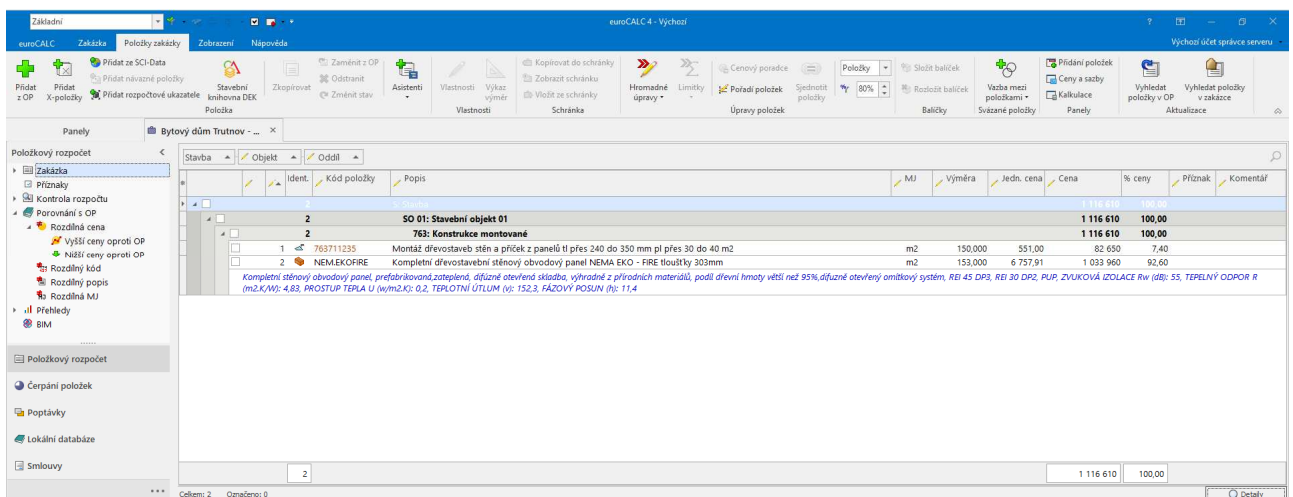 Základní
euroCALC 4 - Výchozí
euroCALC Zakázka Položky zakázky Zobrazení Nápověda
Výchozí účet správce serveru
Přidat z OP
Přidat X-položky
Přidat ze SCI-Data
Přidat návazné položky
Přidat rozpočtové ukazatele
Stavební knihovna DEK
Položka
Zkopírovat
Zaměnit z OP
Odstranit
Změnit stav
Asistenti
Vlastnosti
Výkaz výměr
Vlastnosti
Kopírovat do schránky
Zobrazit schránku
Vložit ze schránky
Schránka
Hromadné úpravy
Limitky
Cenový poradce
Pořadí položek
Sjednotit položky
Položky
80%
Úpravy položek
Složit balíček
Rozložit balíček
Balíčky
Vazba mezi položkami
Svázané položky
Přidání položek
Ceny a sazby
Kalkulace
Panely
Vyhledat položky v OP
Vyhledat položky v zakázce
Aktualizace
Panely
Bytový dům Trutnov - ... ×
Položkový rozpočet
Zakázka
Příznaky
Kontrola rozpočtu
Porovnání s OP
Rozdílná cena
Vyšší ceny oproti OP
Nižší ceny oproti OP
Rozdílný kód
Rozdílný popis
Rozdílná MJ
Přehledy
BIM
Položkový rozpočet
Čerpání položek
Poptávky
Lokální databáze
Smlouvy
Stavba Objekt Oddíl
Ident. Kód položky Popis MJ Výměra Jedn. cena Cena % ceny Příznak Komentář
2 S: Stavba 1 116 610 100,00
2 SO 01: Stavební objekt 01 1 116 610 100,00
2 763: Konstrukce montované 1 116 610 100,00
1 763711235 Montáž dřevostaveb stěn a příček z panelů tl přes 240 do 350 mm pl přes 30 do 40 m2 m2 150,000 551,00 82 650 7,40
2 NEM.EKOFIRE Kompletní dřevostavební stěnový obvodový panel NEMA EKO - FIRE tloušťky 303mm m2 153,000 6 757,91 1 033 960 92,60
Kompletní stěnový obvodový panel, prefabrikovaná,zateplená, difúzně otevřená skladba, výhradně z přírodních materiálů, podíl dřevní hmoty větší než 95%,difuzně otevřený omítkový systém, REI 45 DP3, REI 30 DP2, PUP, ZVUKOVÁ IZOLACE Rw (dB): 55, TEPELNÝ ODPOR R
(m2.K/W): 4,83, PROSTUP TEPLA U (w/m2.K): 0,2, TEPLOTNÍ ÚTLUM (v): 152,3, FÁZOVÝ POSUN (h): 11,4
2 1 116 610 100,00
Celkem: 2 Označeno: 0
Detaily